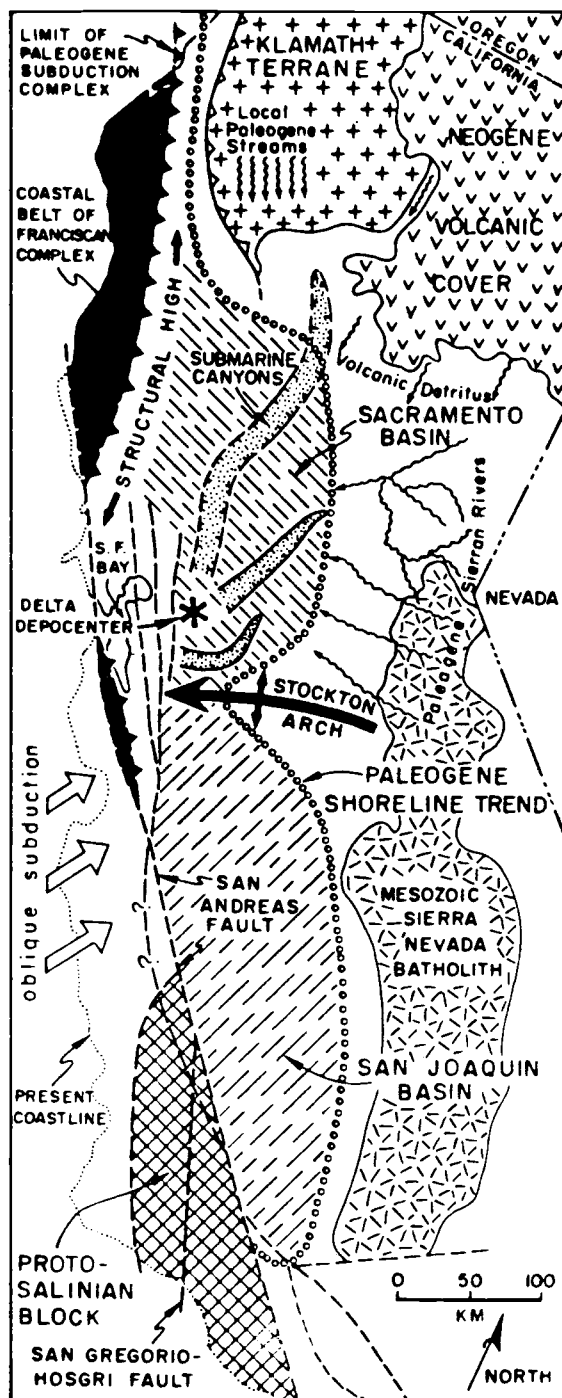 LIMIT OF
PALEOGENE
SUBDUCTION
COMPLEX
KLAMATH
TERRANE
OREGON
CALIFORNIA
Local
Paleogene
Streams
NEOGENE
VOLCANIC
COVER
COASTAL
BELT OF
FRANCISCAN
COMPLEX
STRUCTURAL HIGH
SUBMARINE
CANYONS
Volcanic Detritus
SACRAMENTO
BASIN
S.F.
BAY
DELTA
DEPOCENTER
Paleogene Sierran Rivers
NEVADA
STOCKTON
ARCH
PALEOGENE
SHORELINE TREND
oblique subduction
SAN
ANDREAS
FAULT
?
?
MESOZOIC
SIERRA
NEVADA
BATHOLITH
PRESENT
COASTLINE
SAN JOAQUIN
BASIN
PROTO-
SALINIAN
BLOCK
SAN GREGORIO-
HOSGRI FAULT
0 50 100
KM
NORTH